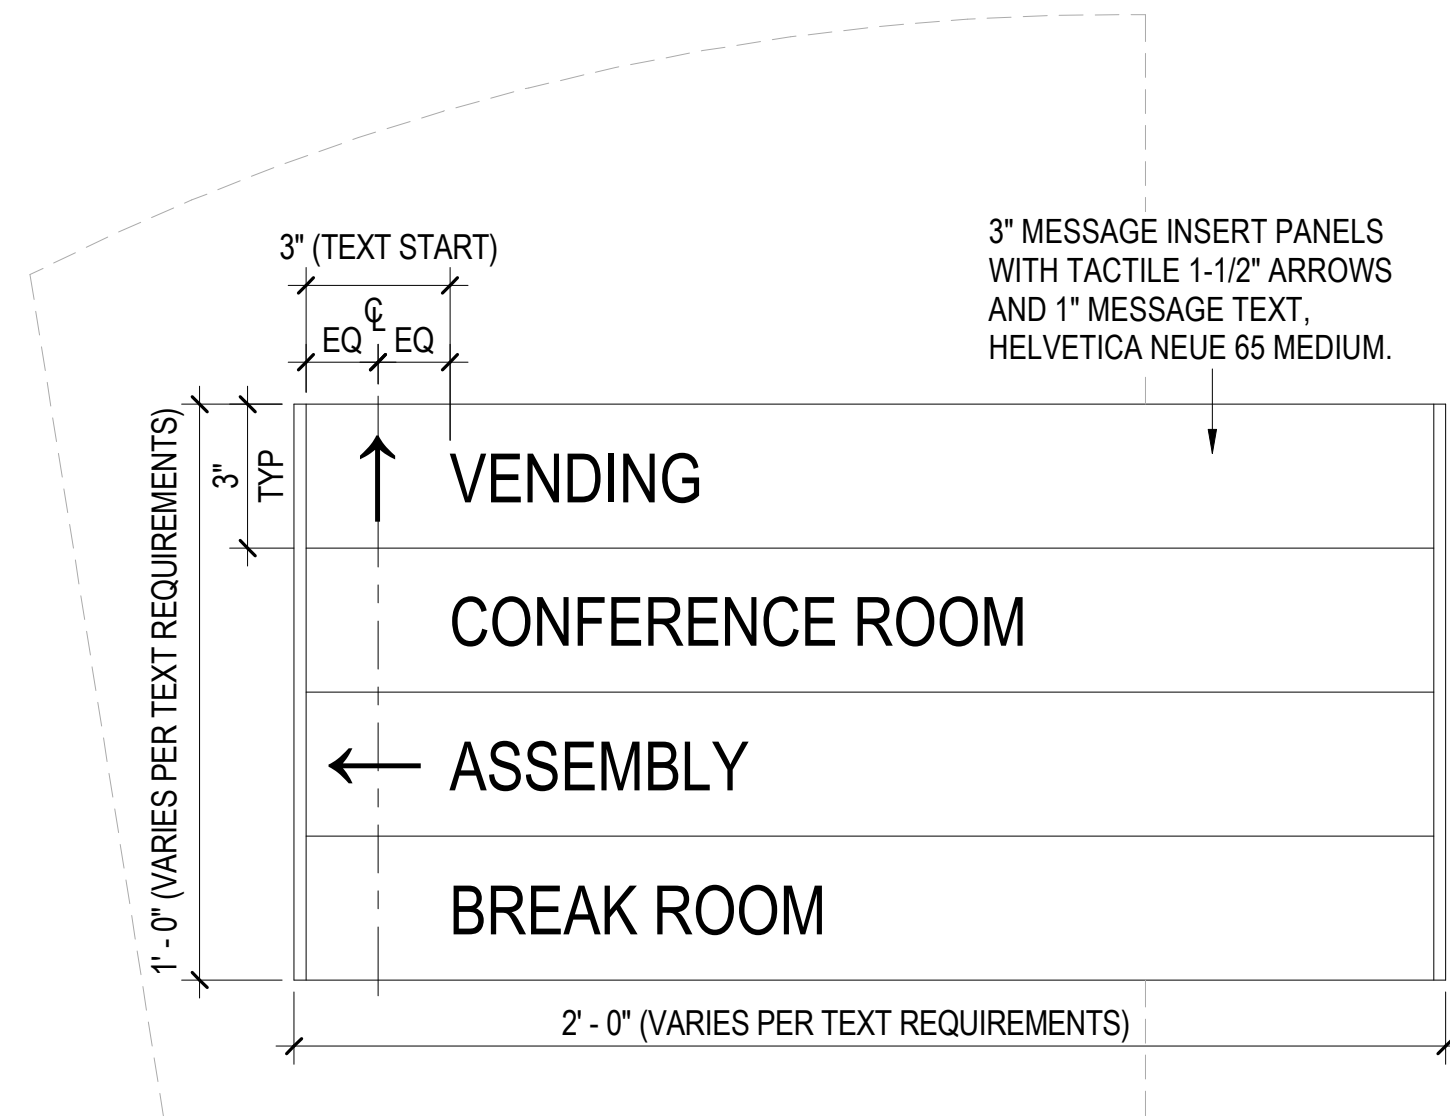 3" (TEXT START)
℄
EQ EQ
3" MESSAGE INSERT PANELS
WITH TACTILE 1-1/2" ARROWS
AND 1" MESSAGE TEXT,
HELVETICA NEUE 65 MEDIUM.
1' - 0" (VARIES PER TEXT REQUIREMENTS)
3"
TYP
VENDING
CONFERENCE ROOM
ASSEMBLY
BREAK ROOM
2' - 0" (VARIES PER TEXT REQUIREMENTS)